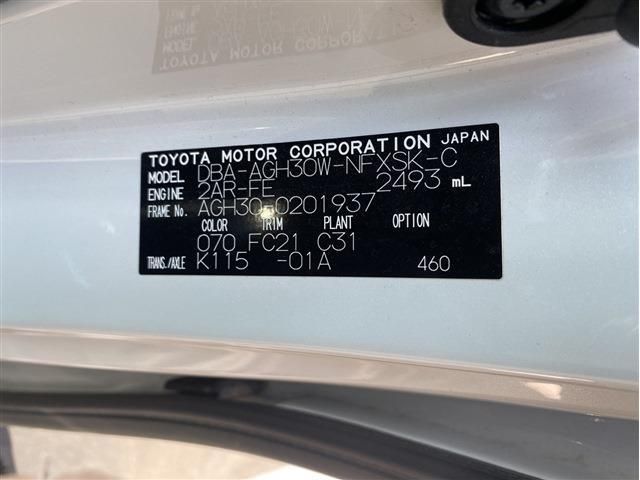 TOYOTA MOTOR CORPORATION JAPAN
MODEL DBA-AGH30W-NFXSK-C
ENGINE 2AR-FE 2493 mL
FRAME No. AGH30-0201937
COLOR TRIM PLANT OPTION
070 FC21 C31
TRANS./AXLE K115 -01A 460